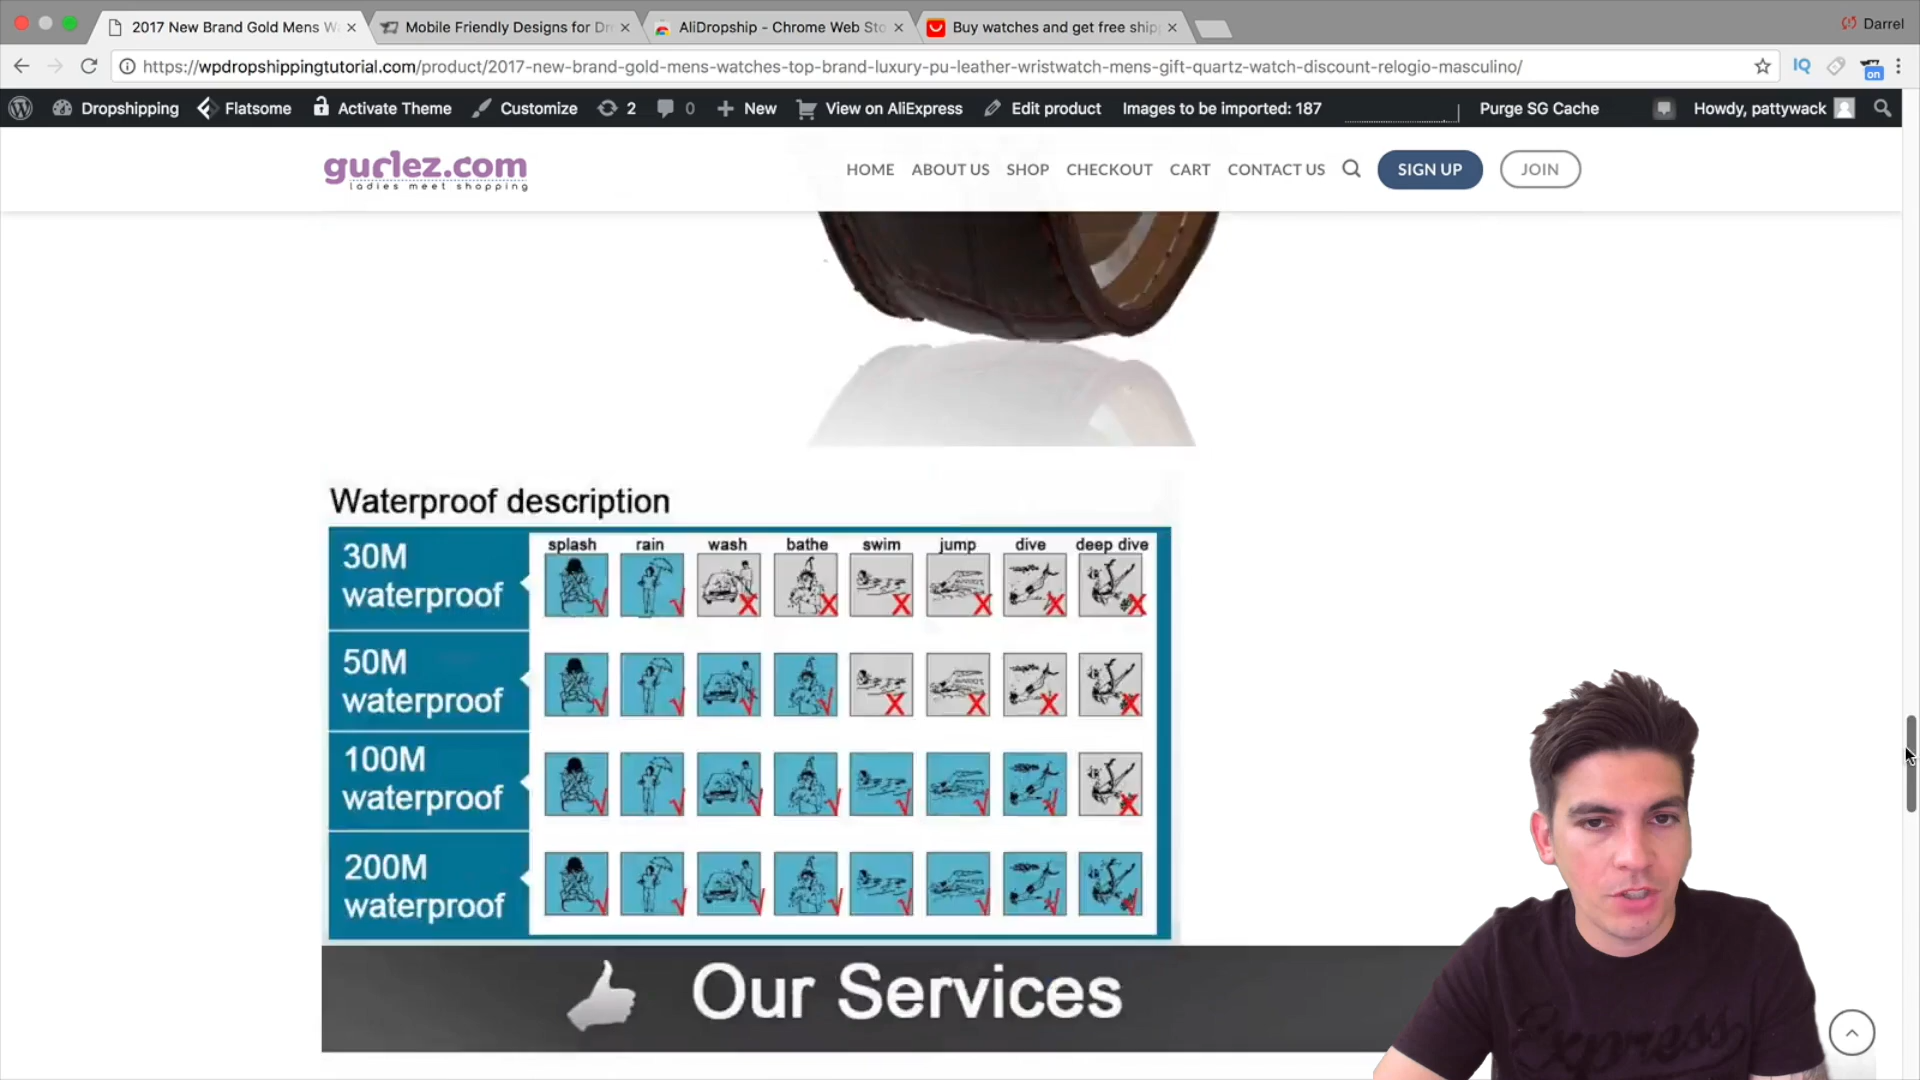 2017 New Brand Gold Mens W
Mobile Friendly Designs for Dr
AliDropship - Chrome Web Sto
Buy watches and get free ship
Darrel
https://wpdropshippingtutorial.com/product/2017-new-brand-gold-mens-watches-top-brand-luxury-pu-leather-wristwatch-mens-gift-quartz-watch-discount-relogio-masculino/
IQ
on
Dropshipping
Flatsome
Activate Theme
Customize
2
0
New
View on AliExpress
Edit product
Images to be imported: 187
Purge SG Cache
Howdy, pattywack
gurlez.com
ladies meet shopping
HOME
ABOUT US
SHOP
CHECKOUT
CART
CONTACT US
SIGN UP
JOIN
Waterproof description
splash rain wash bathe swim jump dive deep dive
30M
waterproof
50M
waterproof
100M
waterproof
200M
waterproof
Our Services
Express